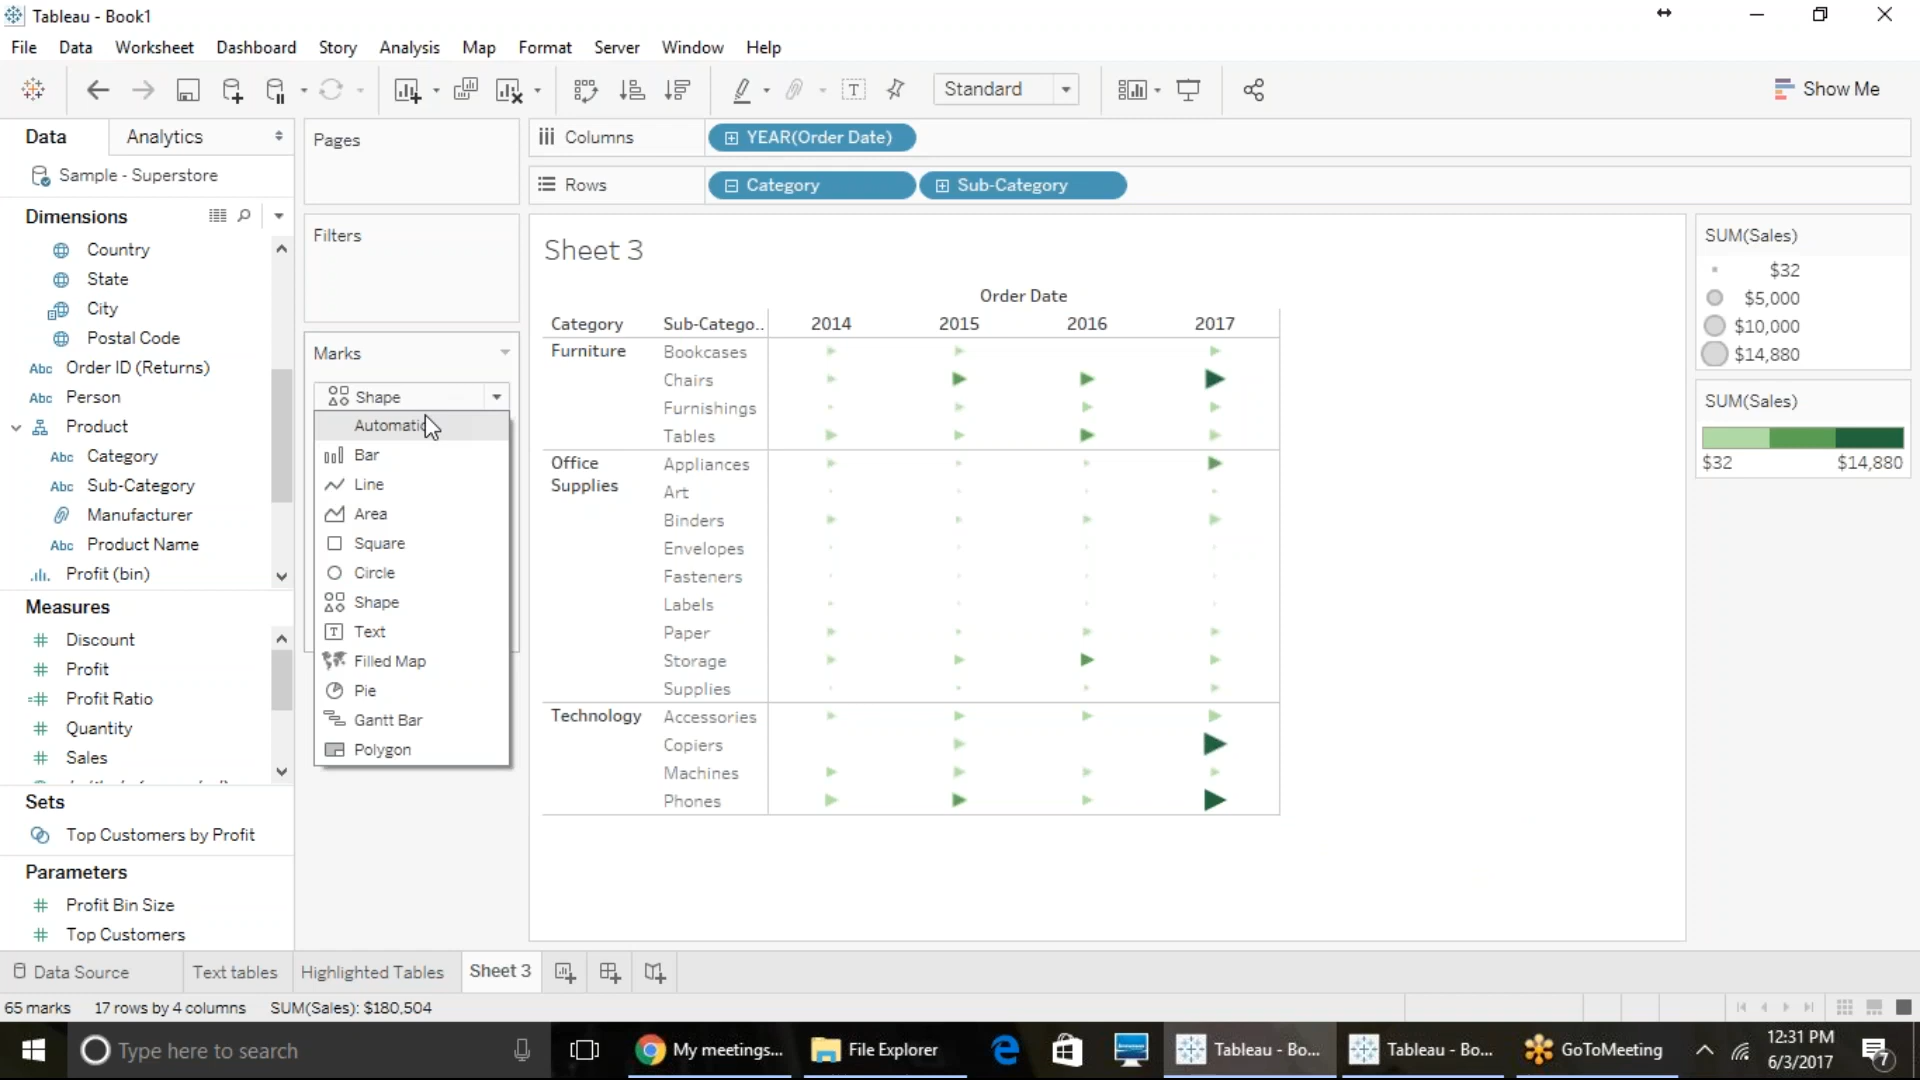 Tableau - Book1
File Data Worksheet Dashboard Story Analysis Map Format Server Window Help
Standard
Show Me
Data Analytics
Sample - Superstore
Dimensions
Country
State
City
Postal Code
Abc Order ID (Returns)
Abc Person
Product
Abc Category
Abc Sub-Category
Manufacturer
Abc Product Name
Profit (bin)
Measures
Discount
Profit
Profit Ratio
Quantity
Sales
Sets
Top Customers by Profit
Parameters
Profit Bin Size
Top Customers
Pages
Filters
Marks
Shape
Automatic
Bar
Line
Area
Square
Circle
Shape
Text
Filled Map
Pie
Gantt Bar
Polygon
Columns YEAR(Order Date)
Rows Category Sub-Category
Sheet 3
Order Date
Category Sub-Catego.. 2014 2015 2016 2017
Furniture Bookcases
Chairs
Furnishings
Tables
Office Supplies Appliances
Art
Binders
Envelopes
Fasteners
Labels
Paper
Storage
Supplies
Technology Accessories
Copiers
Machines
Phones
SUM(Sales)
$32
$5,000
$10,000
$14,880
SUM(Sales)
$32 $14,880
Data Source Text tables Highlighted Tables Sheet 3
65 marks 17 rows by 4 columns SUM(Sales): $180,504
Type here to search
My meetings...
File Explorer
Tableau - Bo...
Tableau - Bo...
GoToMeeting
12:31 PM
6/3/2017
7